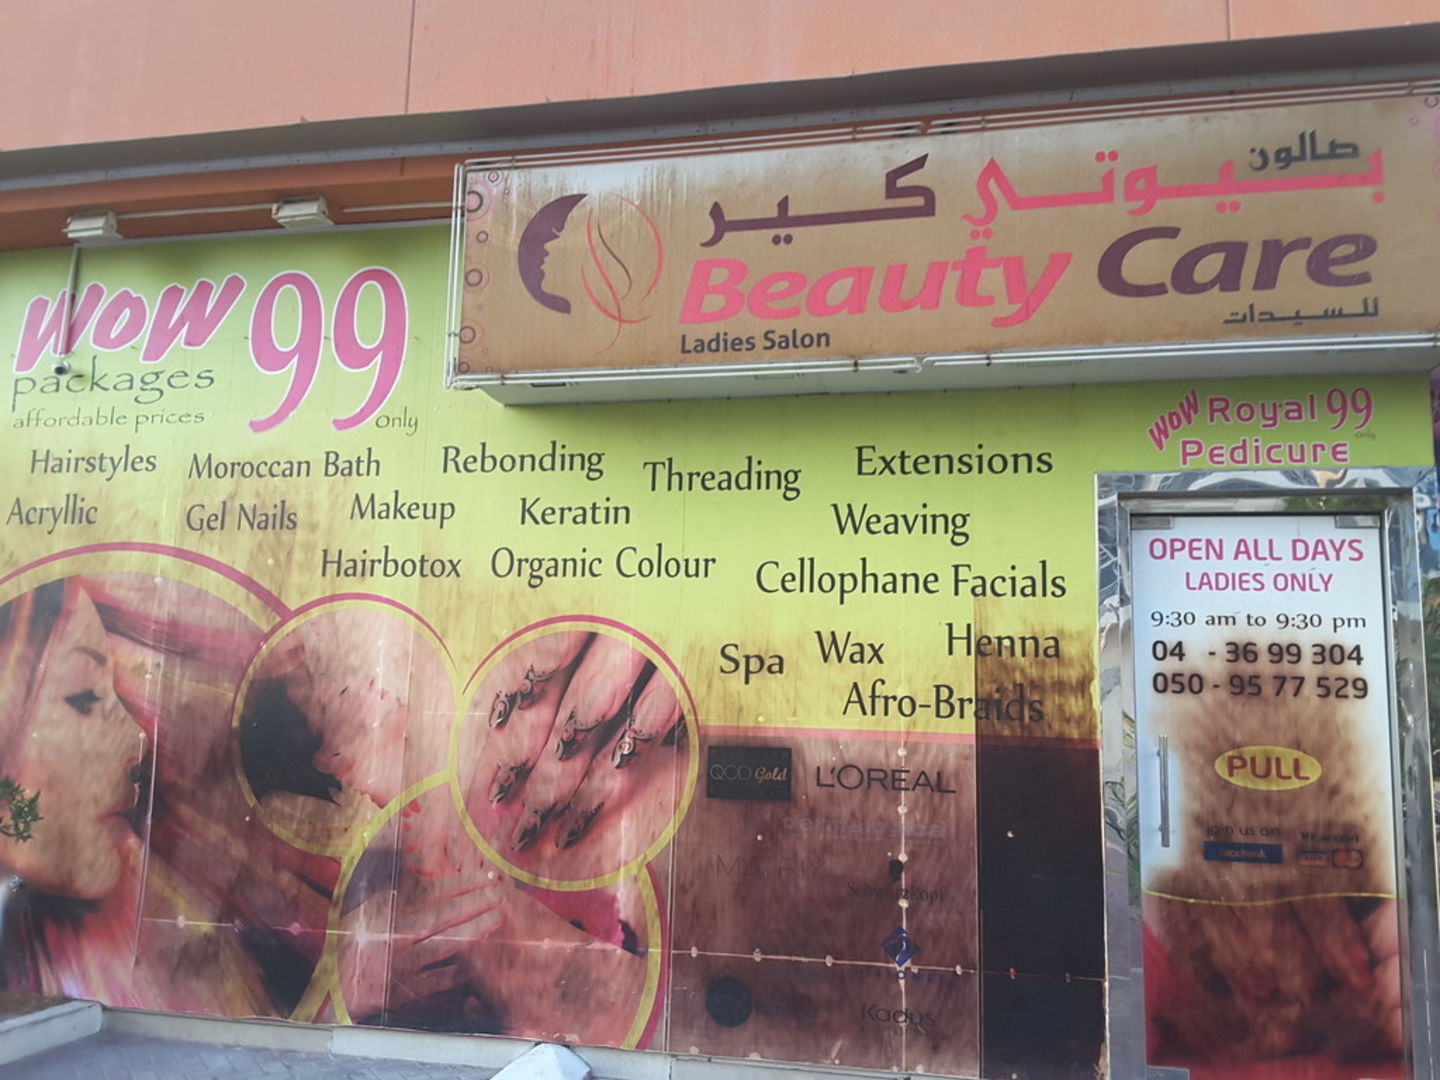 صالون
بيوتي كير
Beauty Care
Ladies Salon
للسيدات
WOW 99
packages
affordable prices
only
WOW Royal 99
only
Pedicure
Hairstyles
Moroccan Bath
Rebonding
Threading
Extensions
Acryllic
Gel Nails
Makeup
Keratin
Weaving
Hairbotox
Organic Colour
Cellophane Facials
Spa
Wax
Henna
Afro-Braids
QOD Gold
L'OREAL
MATRIX
Schwarzkopf
Kadus
OPEN ALL DAYS
LADIES ONLY
9:30 am to 9:30 pm
04 - 36 99 304
050 - 95 77 529
PULL
join us on
facebook
We accept